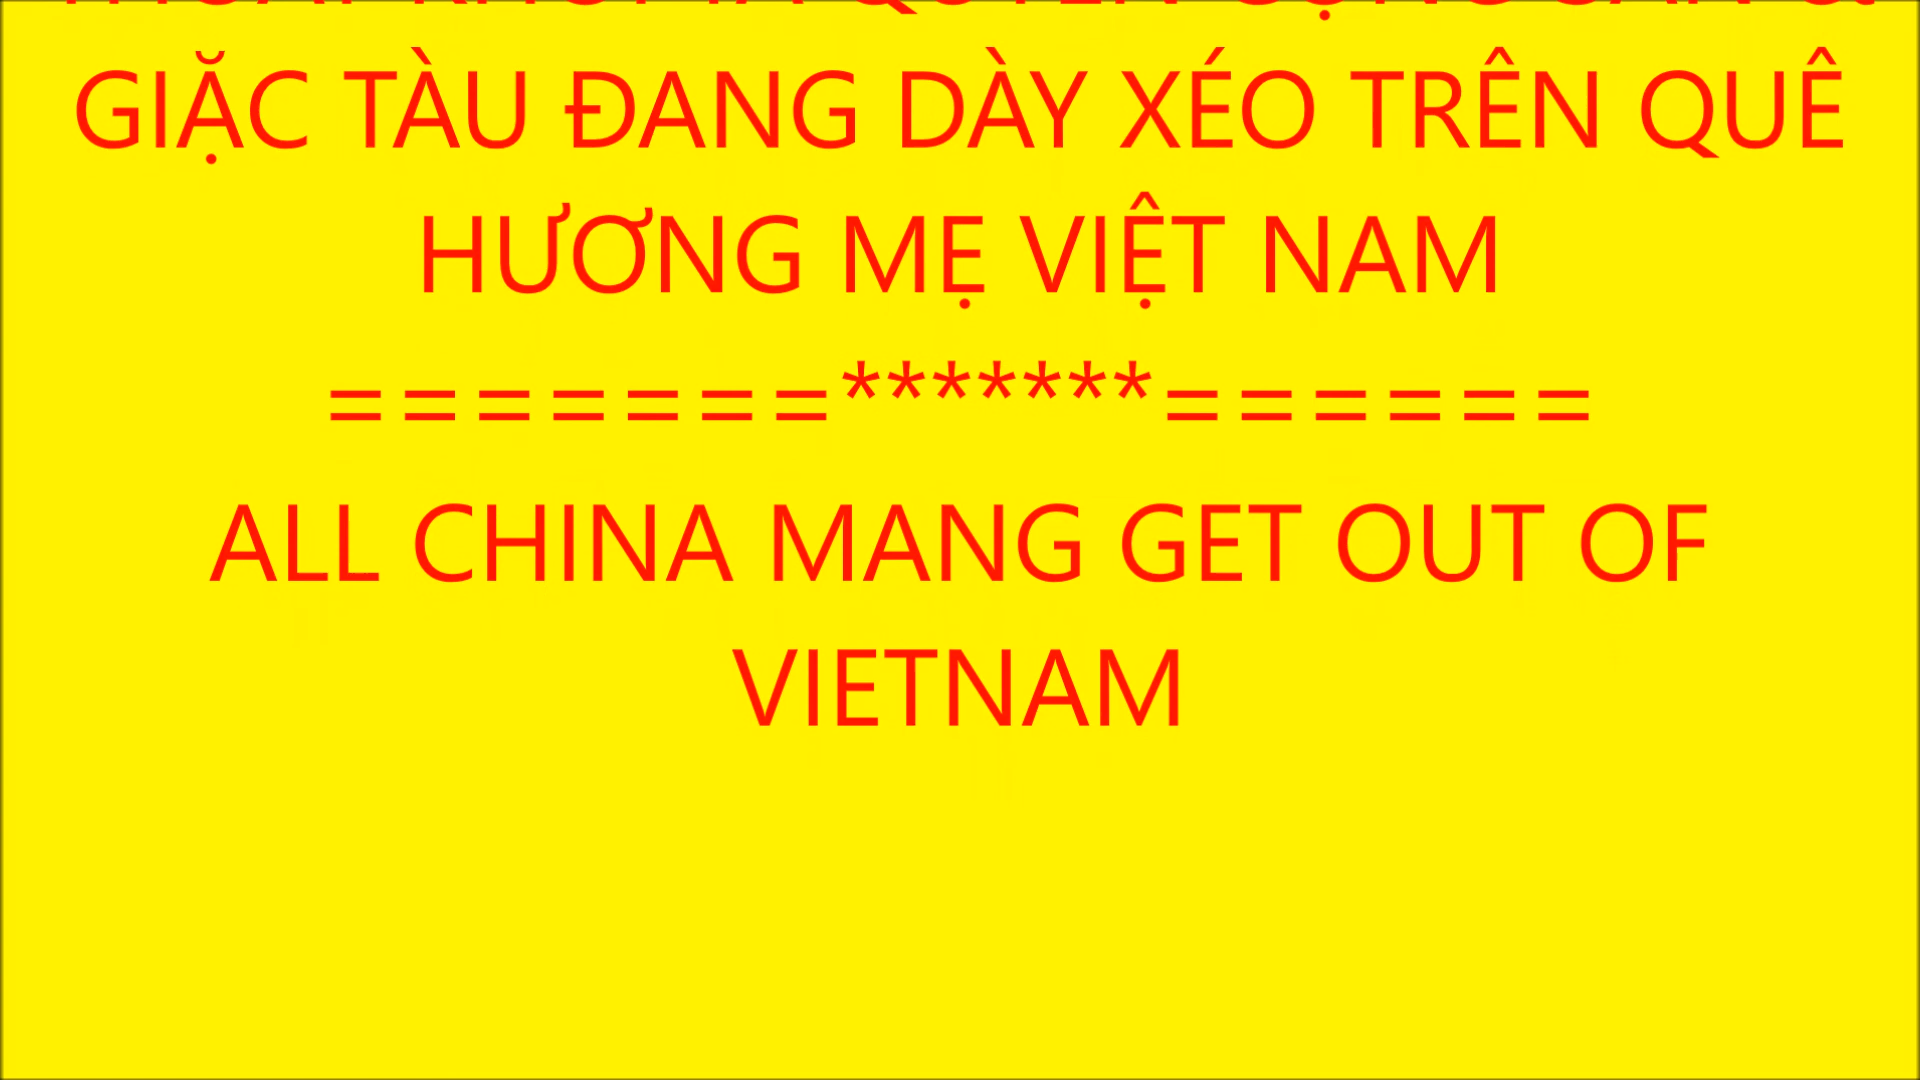 GIẶC TÀU ĐANG DÀY XÉO TRÊN QUÊ
HƯƠNG MẸ VIỆT NAM
=======*******======
ALL CHINA MANG GET OUT OF
VIETNAM